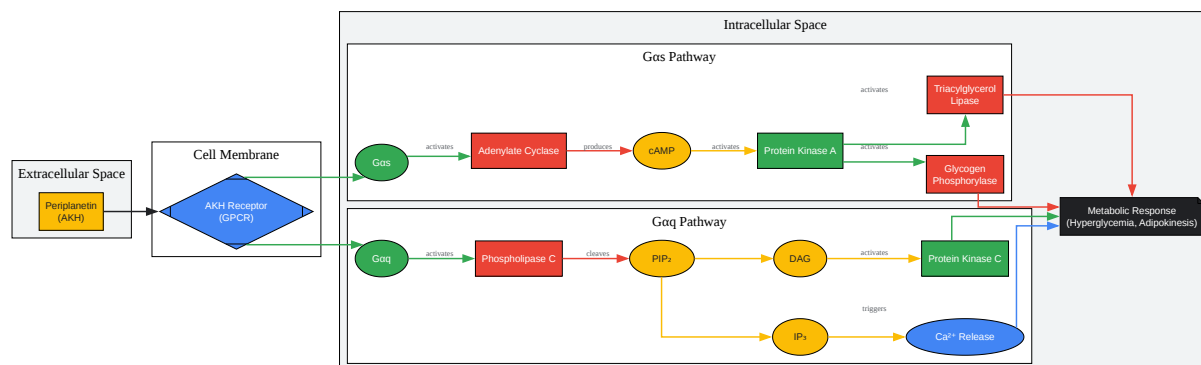 Intracellular Space
Gαs Pathway
activates
Triacylglycerol
Lipase
Cell Membrane
Gαs
activates
Adenylate Cyclase
produces
cAMP
activates
Protein Kinase A
activates
Glycogen
Phosphorylase
Extracellular Space
Periplanetin
(AKH)
AKH Receptor
(GPCR)
Metabolic Response
(Hyperglycemia, Adipokinesis)
Gαq Pathway
Gαq
activates
Phospholipase C
cleaves
PIP₂
DAG
activates
Protein Kinase C
triggers
IP₃
Ca²⁺ Release